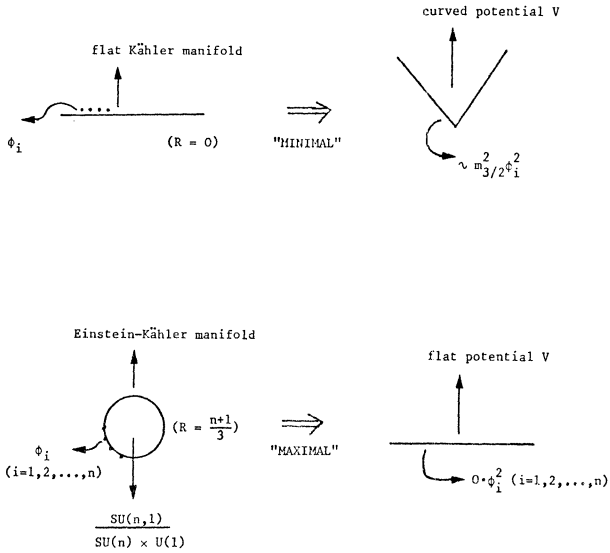 curved potential V
flat Kähler manifold
ϕᵢ
(R = 0)
"MINIMAL"
~ m²₃/₂ϕᵢ²
Einstein-Kähler manifold
flat potential V
(R = (n+1)/3)
ϕᵢ
(i=1,2,...,n)
"MAXIMAL"
0·ϕᵢ² (i=1,2,...,n)
SU(n,1)
SU(n) × U(1)